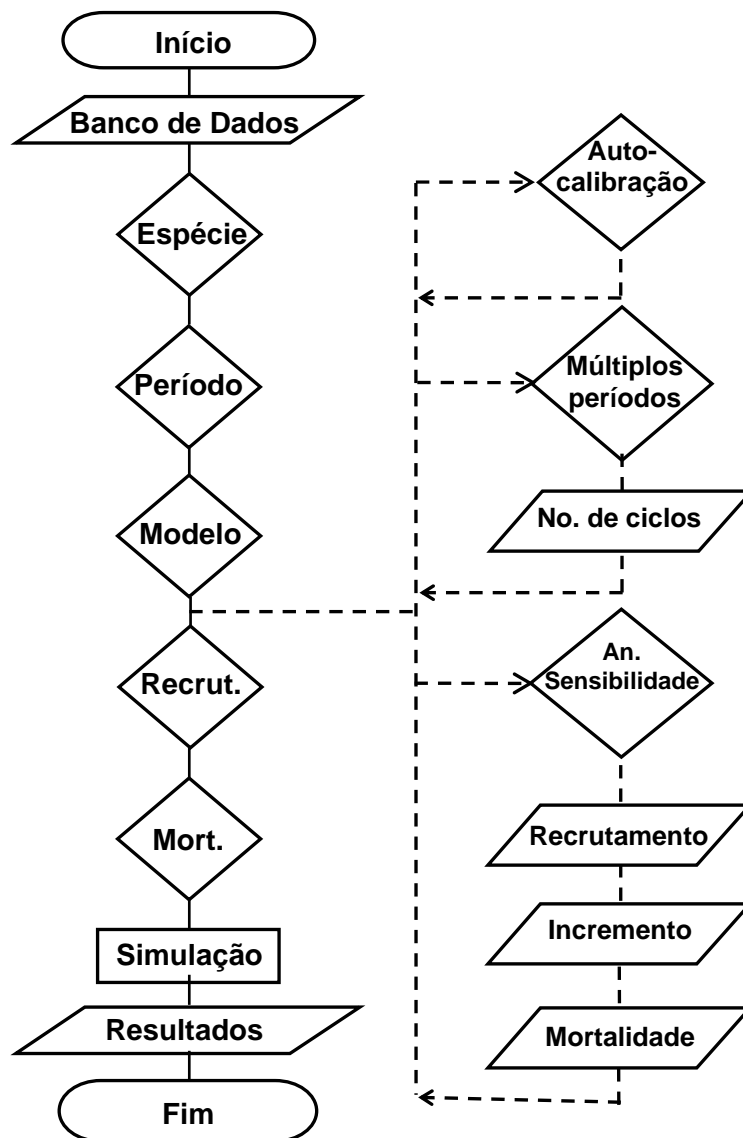 Início
Banco de Dados
Espécie
Período
Modelo
Recrut.
Mort.
Simulação
Resultados
Fim
Auto-
calibração
Múltiplos
períodos
No. de ciclos
An.
Sensibilidade
Recrutamento
Incremento
Mortalidade